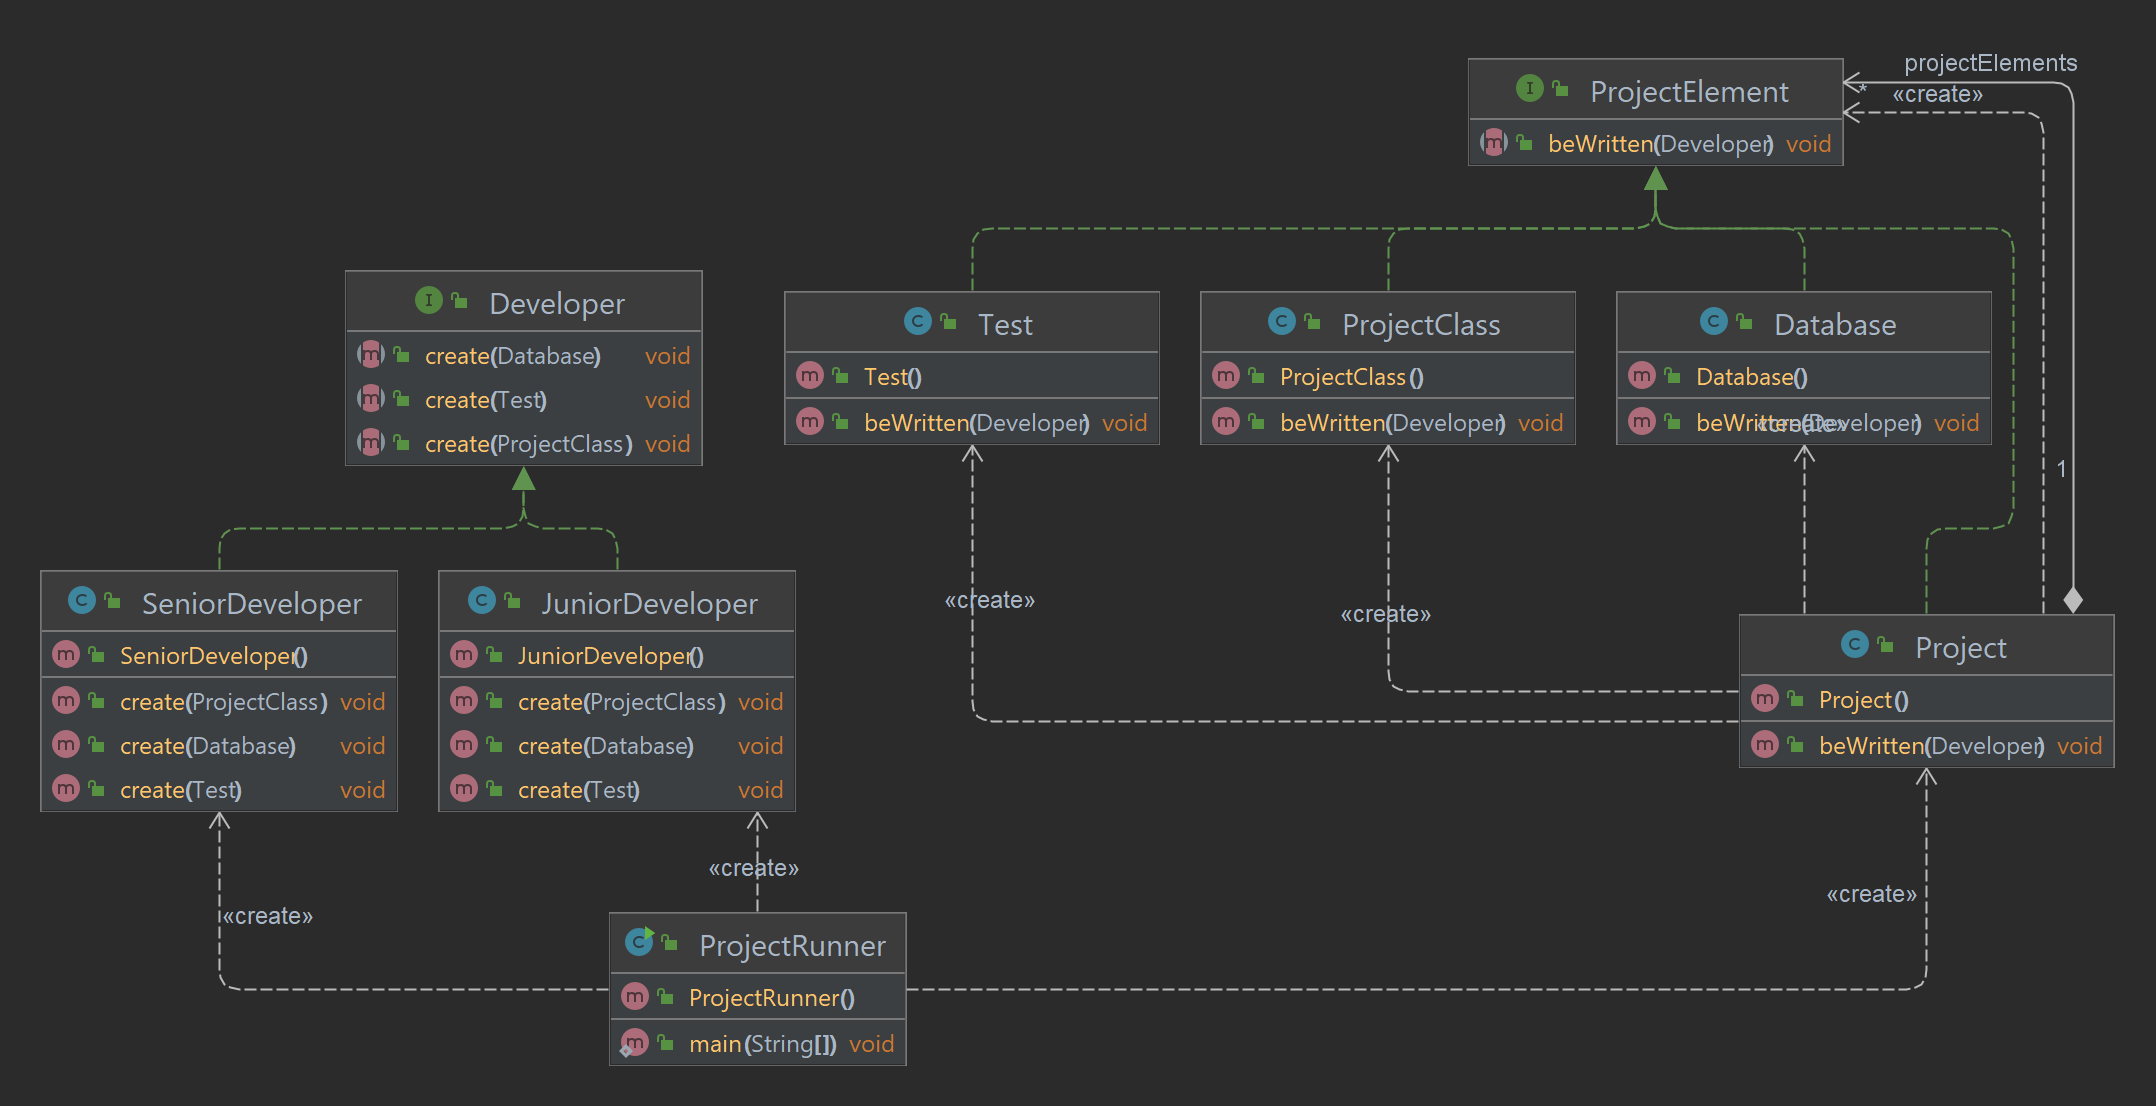 projectElements
ProjectElement
*
«create»
beWritten(Developer) void
Developer
create(Database) void
create(Test) void
create(ProjectClass) void
Test
Test()
beWritten(Developer) void
ProjectClass
ProjectClass()
beWritten(Developer) void
Database
Database()
beWritten(Developer) void
«create»
1
SeniorDeveloper
SeniorDeveloper()
create(ProjectClass) void
create(Database) void
create(Test) void
JuniorDeveloper
JuniorDeveloper()
create(ProjectClass) void
create(Database) void
create(Test) void
«create»
«create»
Project
Project()
beWritten(Developer) void
«create»
«create»
«create»
ProjectRunner
ProjectRunner()
main(String[]) void